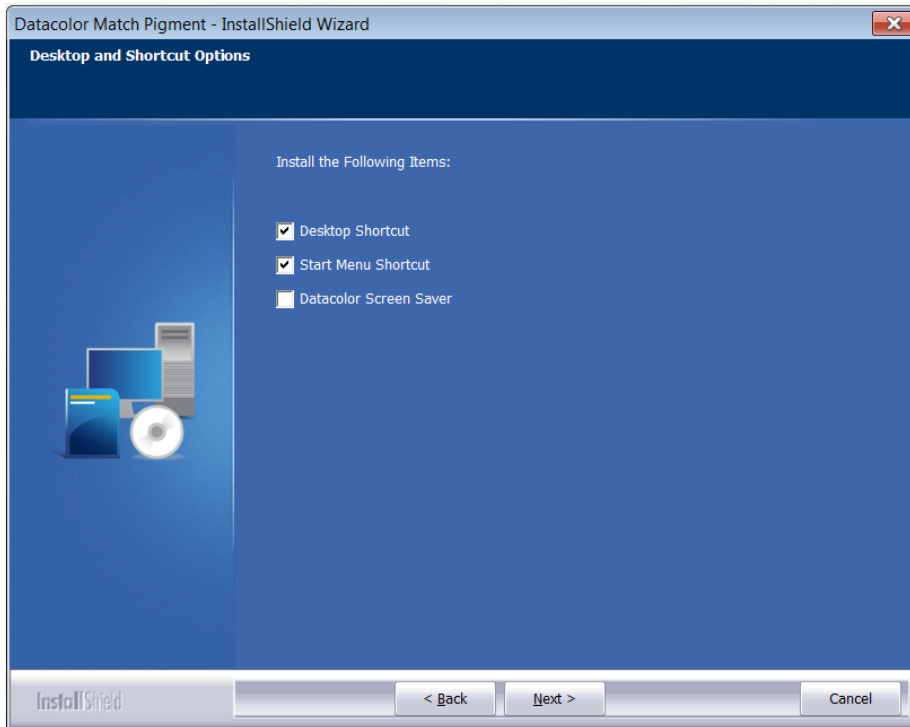 Datacolor Match Pigment - InstallShield Wizard
Desktop and Shortcut Options
Install the Following Items:
Desktop Shortcut
Start Menu Shortcut
Datacolor Screen Saver
InstallShield
< Back
Next >
Cancel